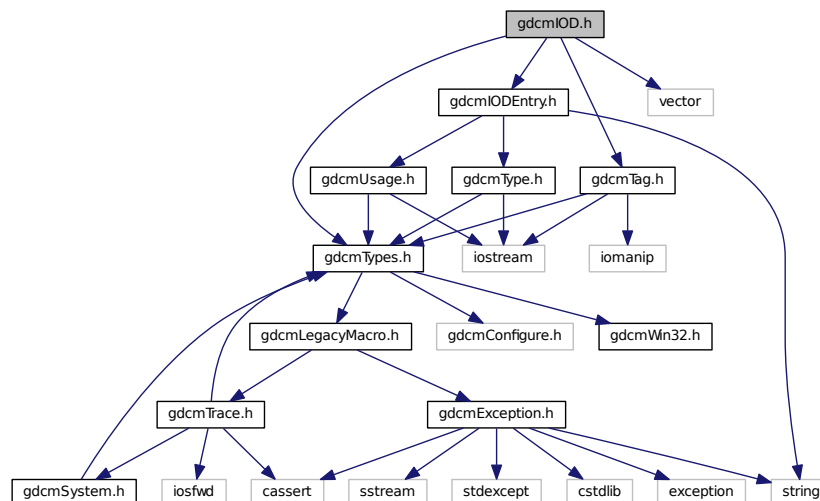 gdcmIOD.h
gdcmIODEntry.h
vector
gdcmUsage.h
gdcmType.h
gdcmTag.h
gdcmTypes.h
iostream
iomanip
gdcmLegacyMacro.h
gdcmConfigure.h
gdcmWin32.h
gdcmTrace.h
gdcmException.h
gdcmSystem.h
iosfwd
cassert
sstream
stdexcept
cstdlib
exception
string